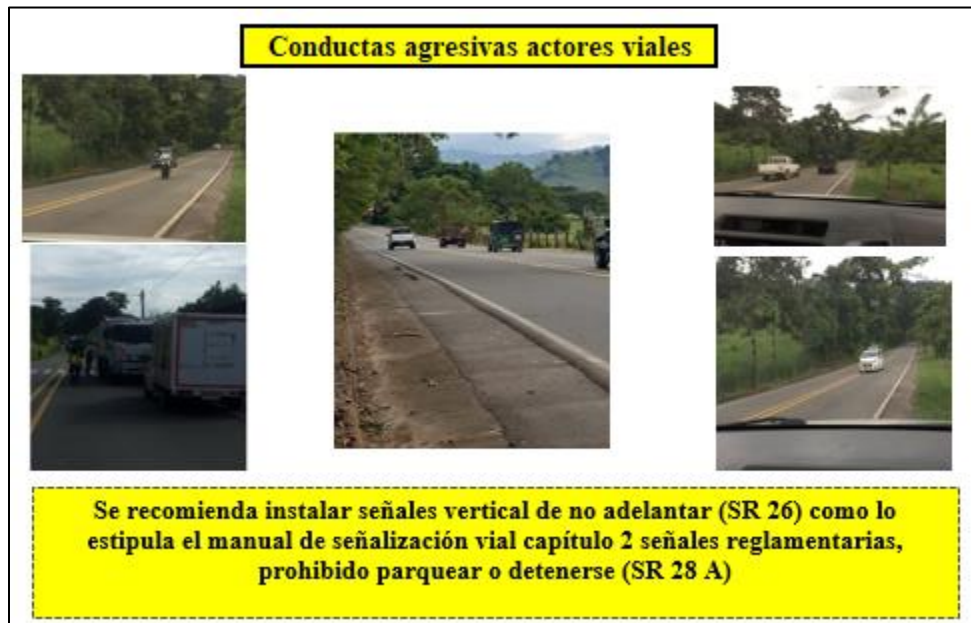 Conductas agresivas actores viales
Se recomienda instalar señales vertical de no adelantar (SR 26) como lo
estipula el manual de señalización vial capítulo 2 señales reglamentarias,
prohibido parquear o detenerse (SR 28 A)